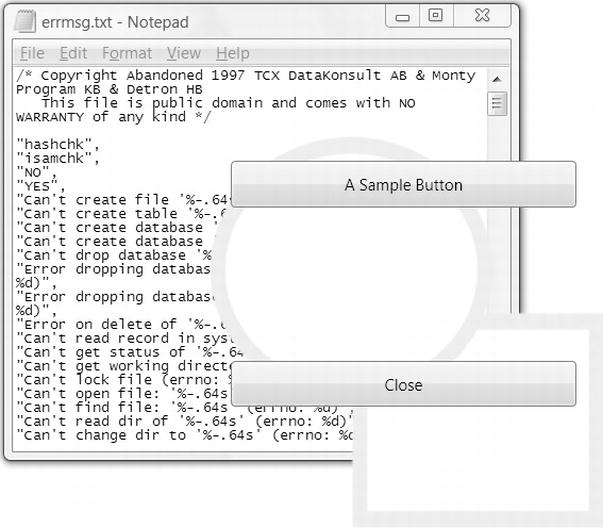 errmsg.txt - Notepad
File Edit Format View Help
/* Copyright Abandoned 1997 TCX DataKonsult AB & Monty
Program KB & Detron HB
This file is public domain and comes with NO
WARRANTY of any kind */
"hashchk",
"isamchk",
"NO",
"YES",
"Can't create file '%-.64s
"Can't create table '%-.6
"Can't create database '
"Can't create database
"Can't drop database '%
"Error dropping databas
%d)",
"Error dropping databas
%d)",
"Error on delete of '%-.6
"Can't read record in syst
"Can't get status of '%-.64
"Can't get working directo
"Can't lock file (errno: %
"Can't open file: '%-.64s
"Can't find file: '%-.64s' (errno: %d)",
"Can't read dir of '%-.64s' (errno: %d)"
"Can't change dir to '%-.64s' (errno: %d
A Sample Button
Close